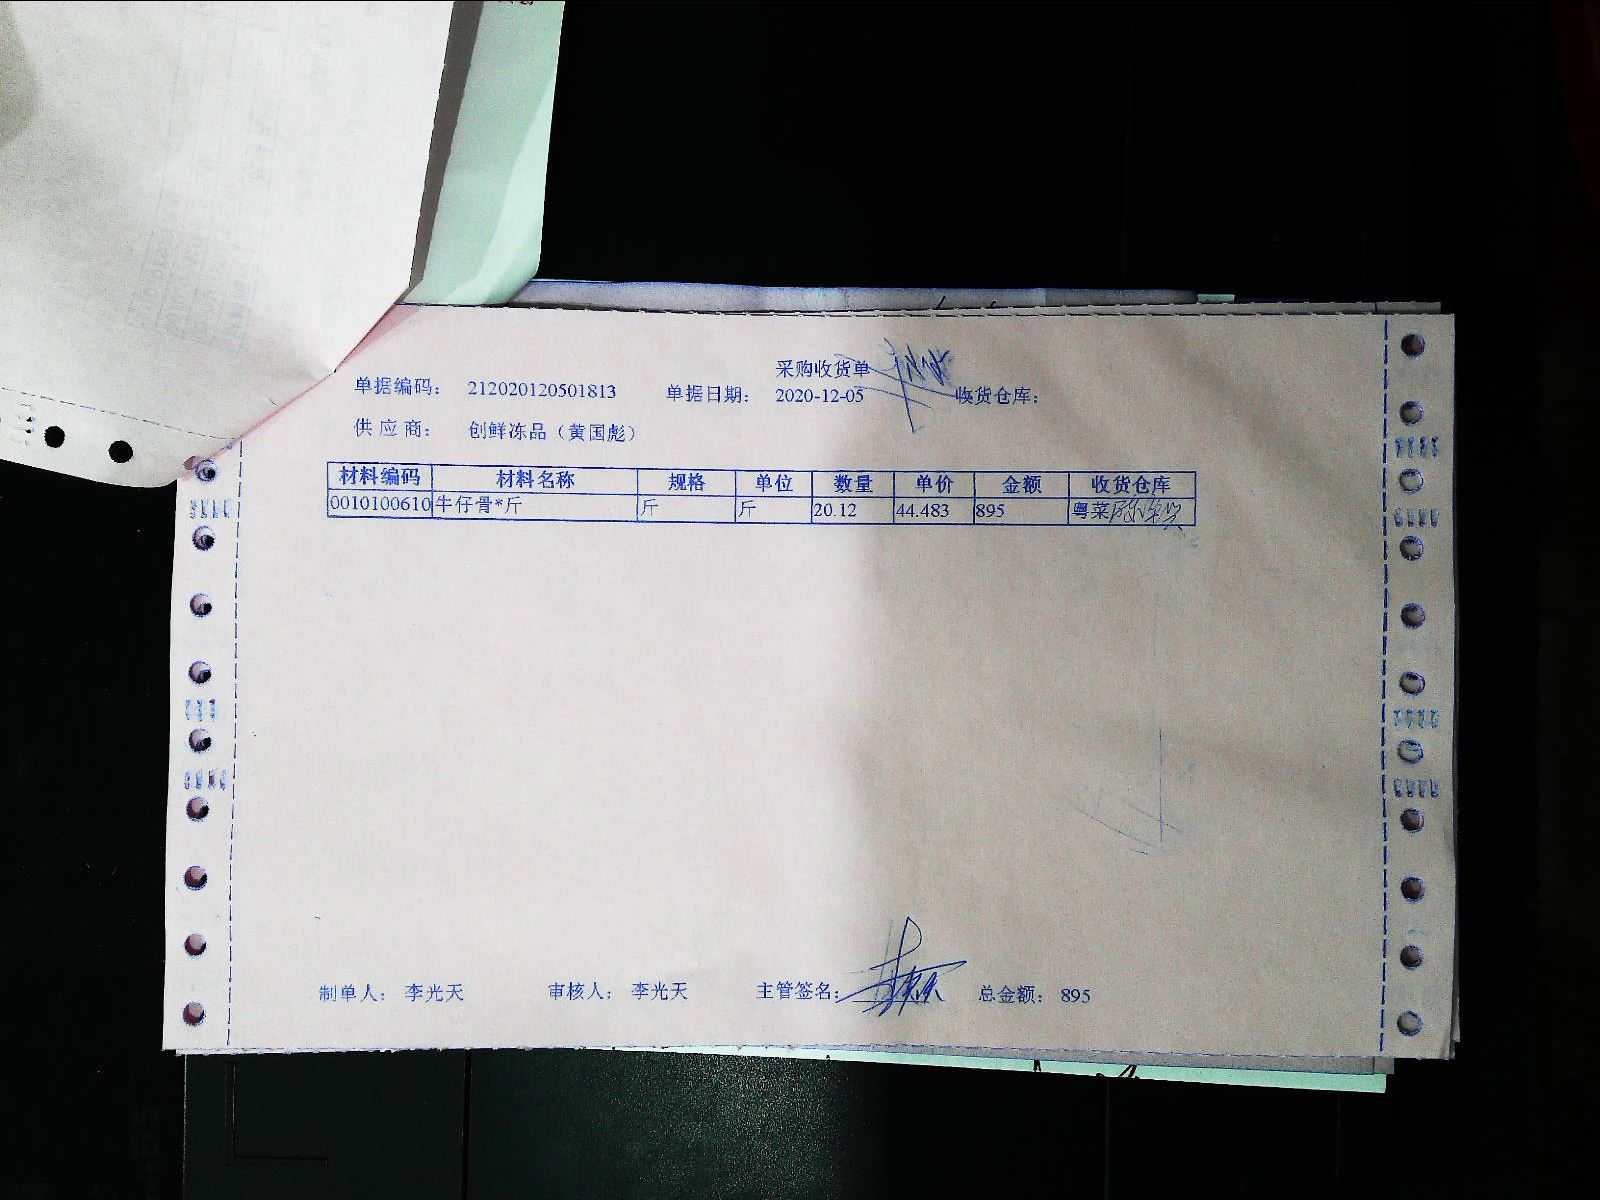 采购收货单
单据编码： 212020120501813 单据日期： 2020-12-05 收货仓库：
供 应 商： 创鲜冻品（黄国彪）
材料编码 材料名称 规格 单位 数量 单价 金额 收货仓库
0010100610 牛仔骨*斤 斤 斤 20.12 44.483 895 粤菜
制单人： 李光天 审核人： 李光天 主管签名： 总金额： 895